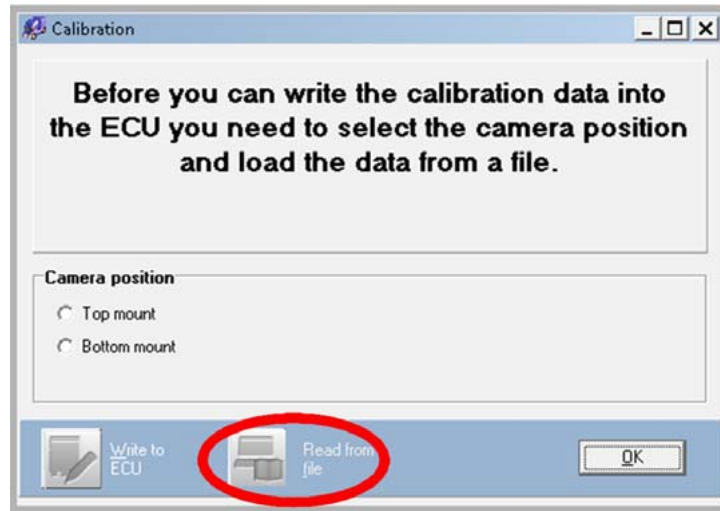 Calibration
Before you can write the calibration data into
the ECU you need to select the camera position
and load the data from a file.
Camera position
Top mount
Bottom mount
Write to
ECU
Read from
file
OK